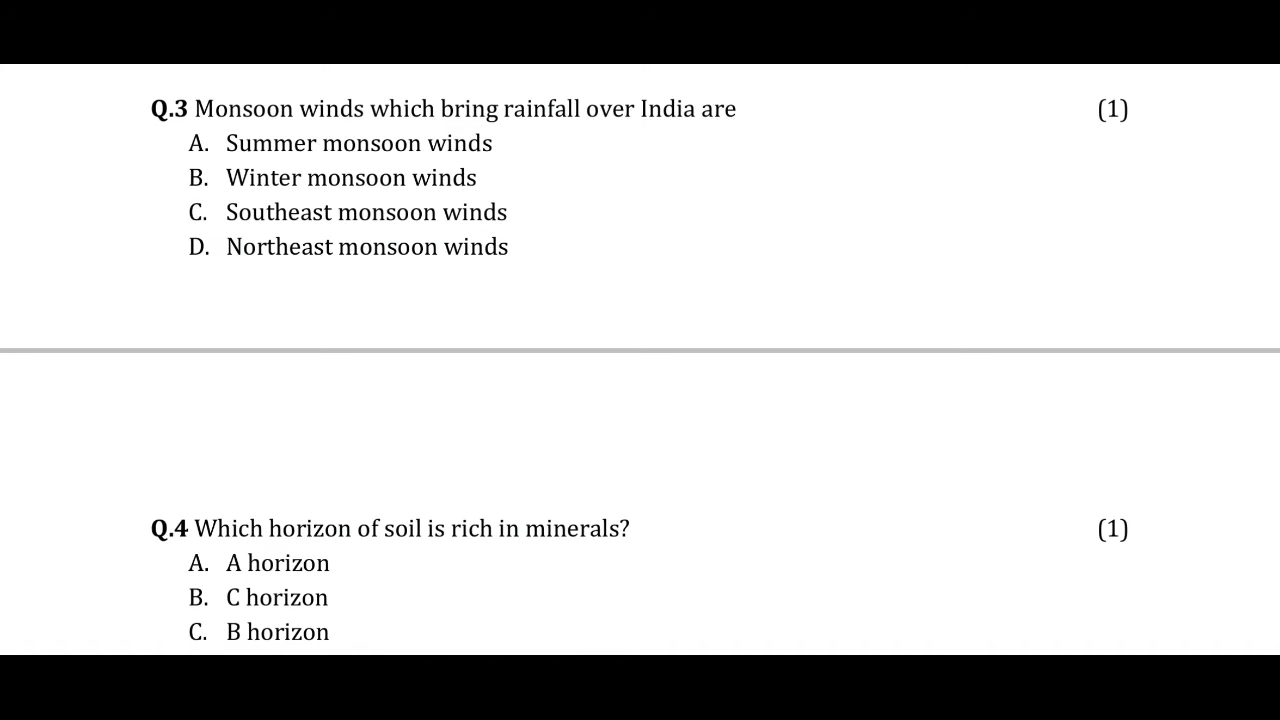 Q.3 Monsoon winds which bring rainfall over India are (1)
A. Summer monsoon winds
B. Winter monsoon winds
C. Southeast monsoon winds
D. Northeast monsoon winds
Q.4 Which horizon of soil is rich in minerals? (1)
A. A horizon
B. C horizon
C. B horizon